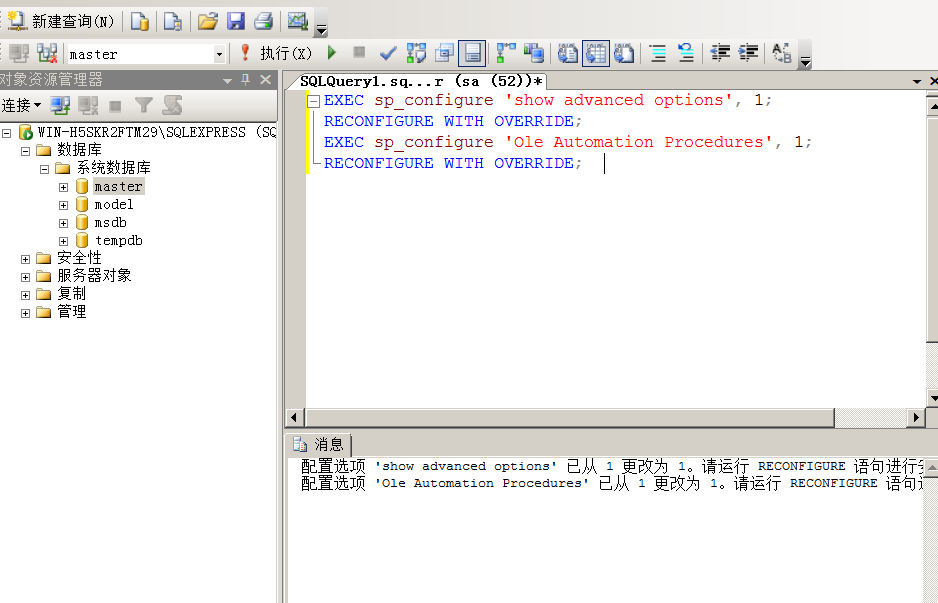 新建查询(N)
master
执行(X)
对象资源管理器
连接
WIN-H5SKR2FTM29\SQLEXPRESS (SQ
数据库
系统数据库
master
model
msdb
tempdb
安全性
服务器对象
复制
管理
SQLQuery1.sq...r (sa (52))*
EXEC sp_configure 'show advanced options', 1;
RECONFIGURE WITH OVERRIDE;
EXEC sp_configure 'Ole Automation Procedures', 1;
RECONFIGURE WITH OVERRIDE;
消息
配置选项 'show advanced options' 已从 1 更改为 1。请运行 RECONFIGURE 语句进行
配置选项 'Ole Automation Procedures' 已从 1 更改为 1。请运行 RECONFIGURE 语句